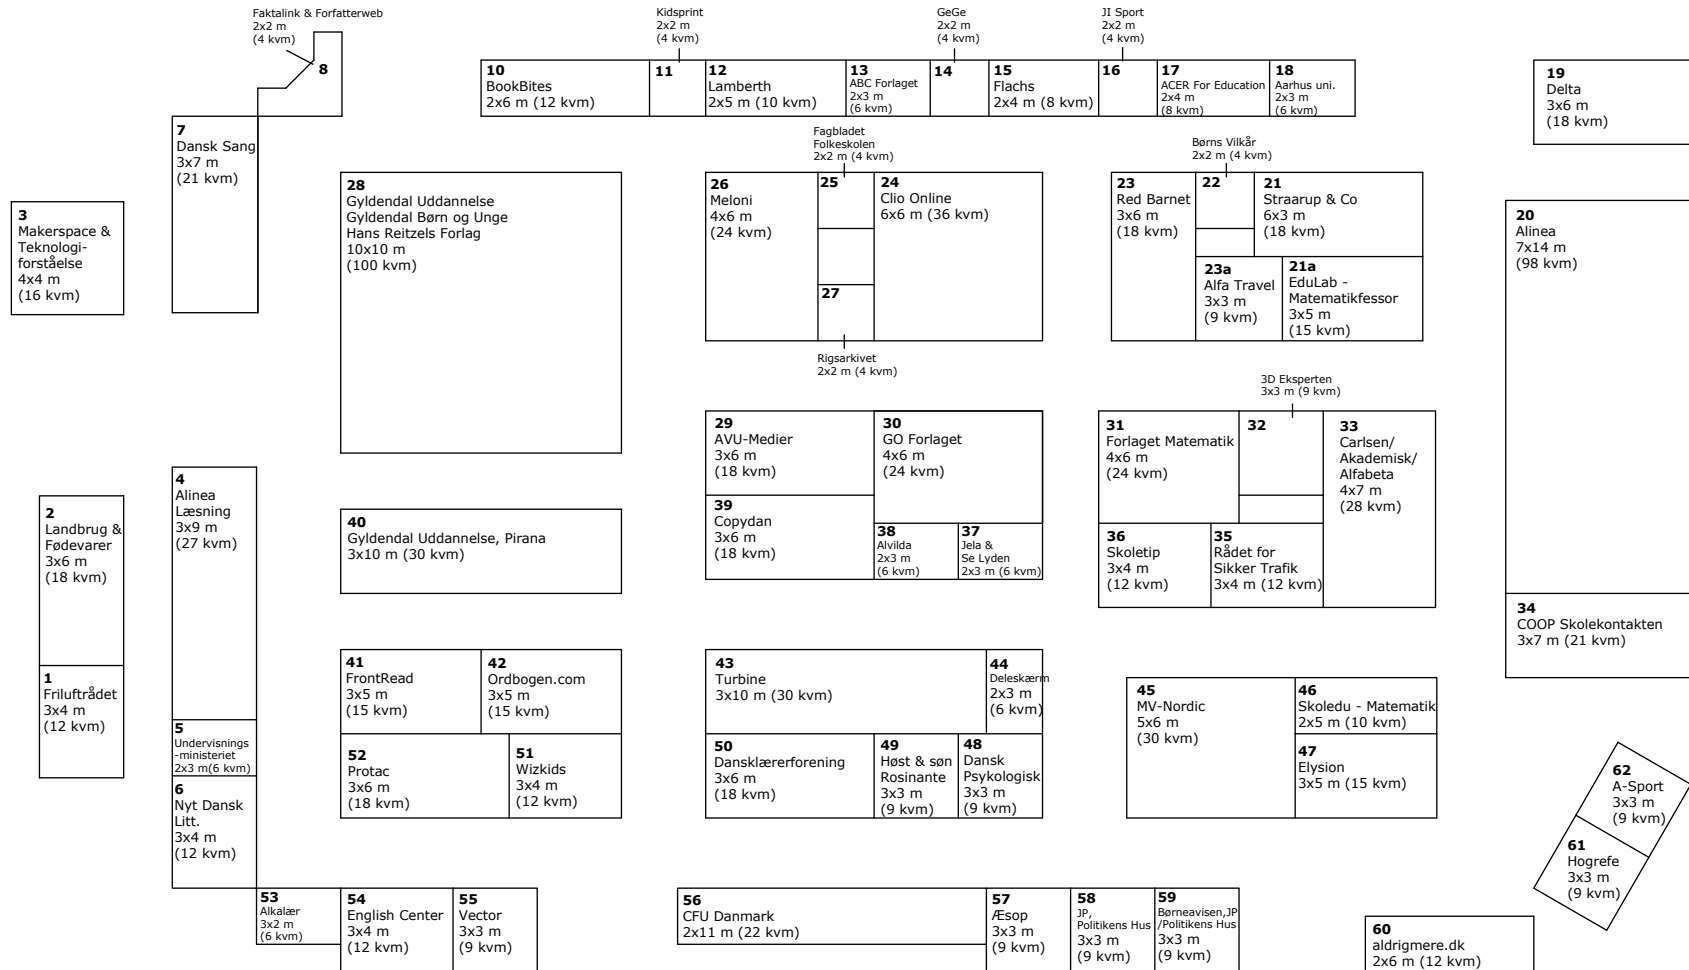 Faktalink & Forfatterweb
2x2 m
(4 kvm)
8
Kidsprint
2x2 m
(4 kvm)
GeGe
2x2 m
(4 kvm)
JI Sport
2x2 m
(4 kvm)
10
BookBites
2x6 m (12 kvm)
11
12
Lamberth
2x5 m (10 kvm)
13
ABC Forlaget
2x3 m
(6 kvm)
14
15
Flachs
2x4 m (8 kvm)
16
17
ACER For Education
2x4 m
(8 kvm)
18
Aarhus uni.
2x3 m
(6 kvm)
19
Delta
3x6 m
(18 kvm)
7
Dansk Sang
3x7 m
(21 kvm)
3
Makerspace &
Teknologi-
forståelse
4x4 m
(16 kvm)
28
Gyldendal Uddannelse
Gyldendal Børn og Unge
Hans Reitzels Forlag
10x10 m
(100 kvm)
Fagbladet
Folkeskolen
2x2 m (4 kvm)
26
Meloni
4x6 m
(24 kvm)
25
24
Clio Online
6x6 m (36 kvm)
27
Rigsarkivet
2x2 m (4 kvm)
Børns Vilkår
2x2 m (4 kvm)
23
Red Barnet
3x6 m
(18 kvm)
22
21
Straarup & Co
6x3 m
(18 kvm)
23a
Alfa Travel
3x3 m
(9 kvm)
21a
EduLab -
Matematikfessor
3x5 m
(15 kvm)
20
Alinea
7x14 m
(98 kvm)
3D Eksperten
3x3 m (9 kvm)
29
AVU-Medier
3x6 m
(18 kvm)
30
GO Forlaget
4x6 m
(24 kvm)
31
Forlaget Matematik
4x6 m
(24 kvm)
32
33
Carlsen/
Akademisk/
Alfabeta
4x7 m
(28 kvm)
4
Alinea
Læsning
3x9 m
(27 kvm)
2
Landbrug &
Fødevarer
3x6 m
(18 kvm)
40
Gyldendal Uddannelse, Pirana
3x10 m (30 kvm)
39
Copydan
3x6 m
(18 kvm)
38
Alvilda
2x3 m
(6 kvm)
37
Jela &
Se Lyden
2x3 m (6 kvm)
36
Skoletip
3x4 m
(12 kvm)
35
Rådet for
Sikker Trafik
3x4 m (12 kvm)
34
COOP Skolekontakten
3x7 m (21 kvm)
1
Friluftrådet
3x4 m
(12 kvm)
5
Undervisnings
-ministeriet
2x3 m(6 kvm)
6
Nyt Dansk
Litt.
3x4 m
(12 kvm)
41
FrontRead
3x5 m
(15 kvm)
42
Ordbogen.com
3x5 m
(15 kvm)
52
Protac
3x6 m
(18 kvm)
51
Wizkids
3x4 m
(12 kvm)
43
Turbine
3x10 m (30 kvm)
44
Deleskærm
2x3 m
(6 kvm)
50
Dansklærerforening
3x6 m
(18 kvm)
49
Høst & søn
Rosinante
3x3 m
(9 kvm)
48
Dansk
Psykologisk
3x3 m
(9 kvm)
45
MV-Nordic
5x6 m
(30 kvm)
46
Skoledu - Matematik
2x5 m (10 kvm)
47
Elysion
3x5 m (15 kvm)
62
A-Sport
3x3 m
(9 kvm)
61
Hogrefe
3x3 m
(9 kvm)
53
Alkalær
3x2 m
(6 kvm)
54
English Center
3x4 m
(12 kvm)
55
Vector
3x3 m
(9 kvm)
56
CFU Danmark
2x11 m (22 kvm)
57
Æsop
3x3 m
(9 kvm)
58
JP,
Politikens Hus
3x3 m
(9 kvm)
59
Børneavisen,JP
/Politikens Hus
3x3 m
(9 kvm)
60
aldrigmere.dk
2x6 m (12 kvm)